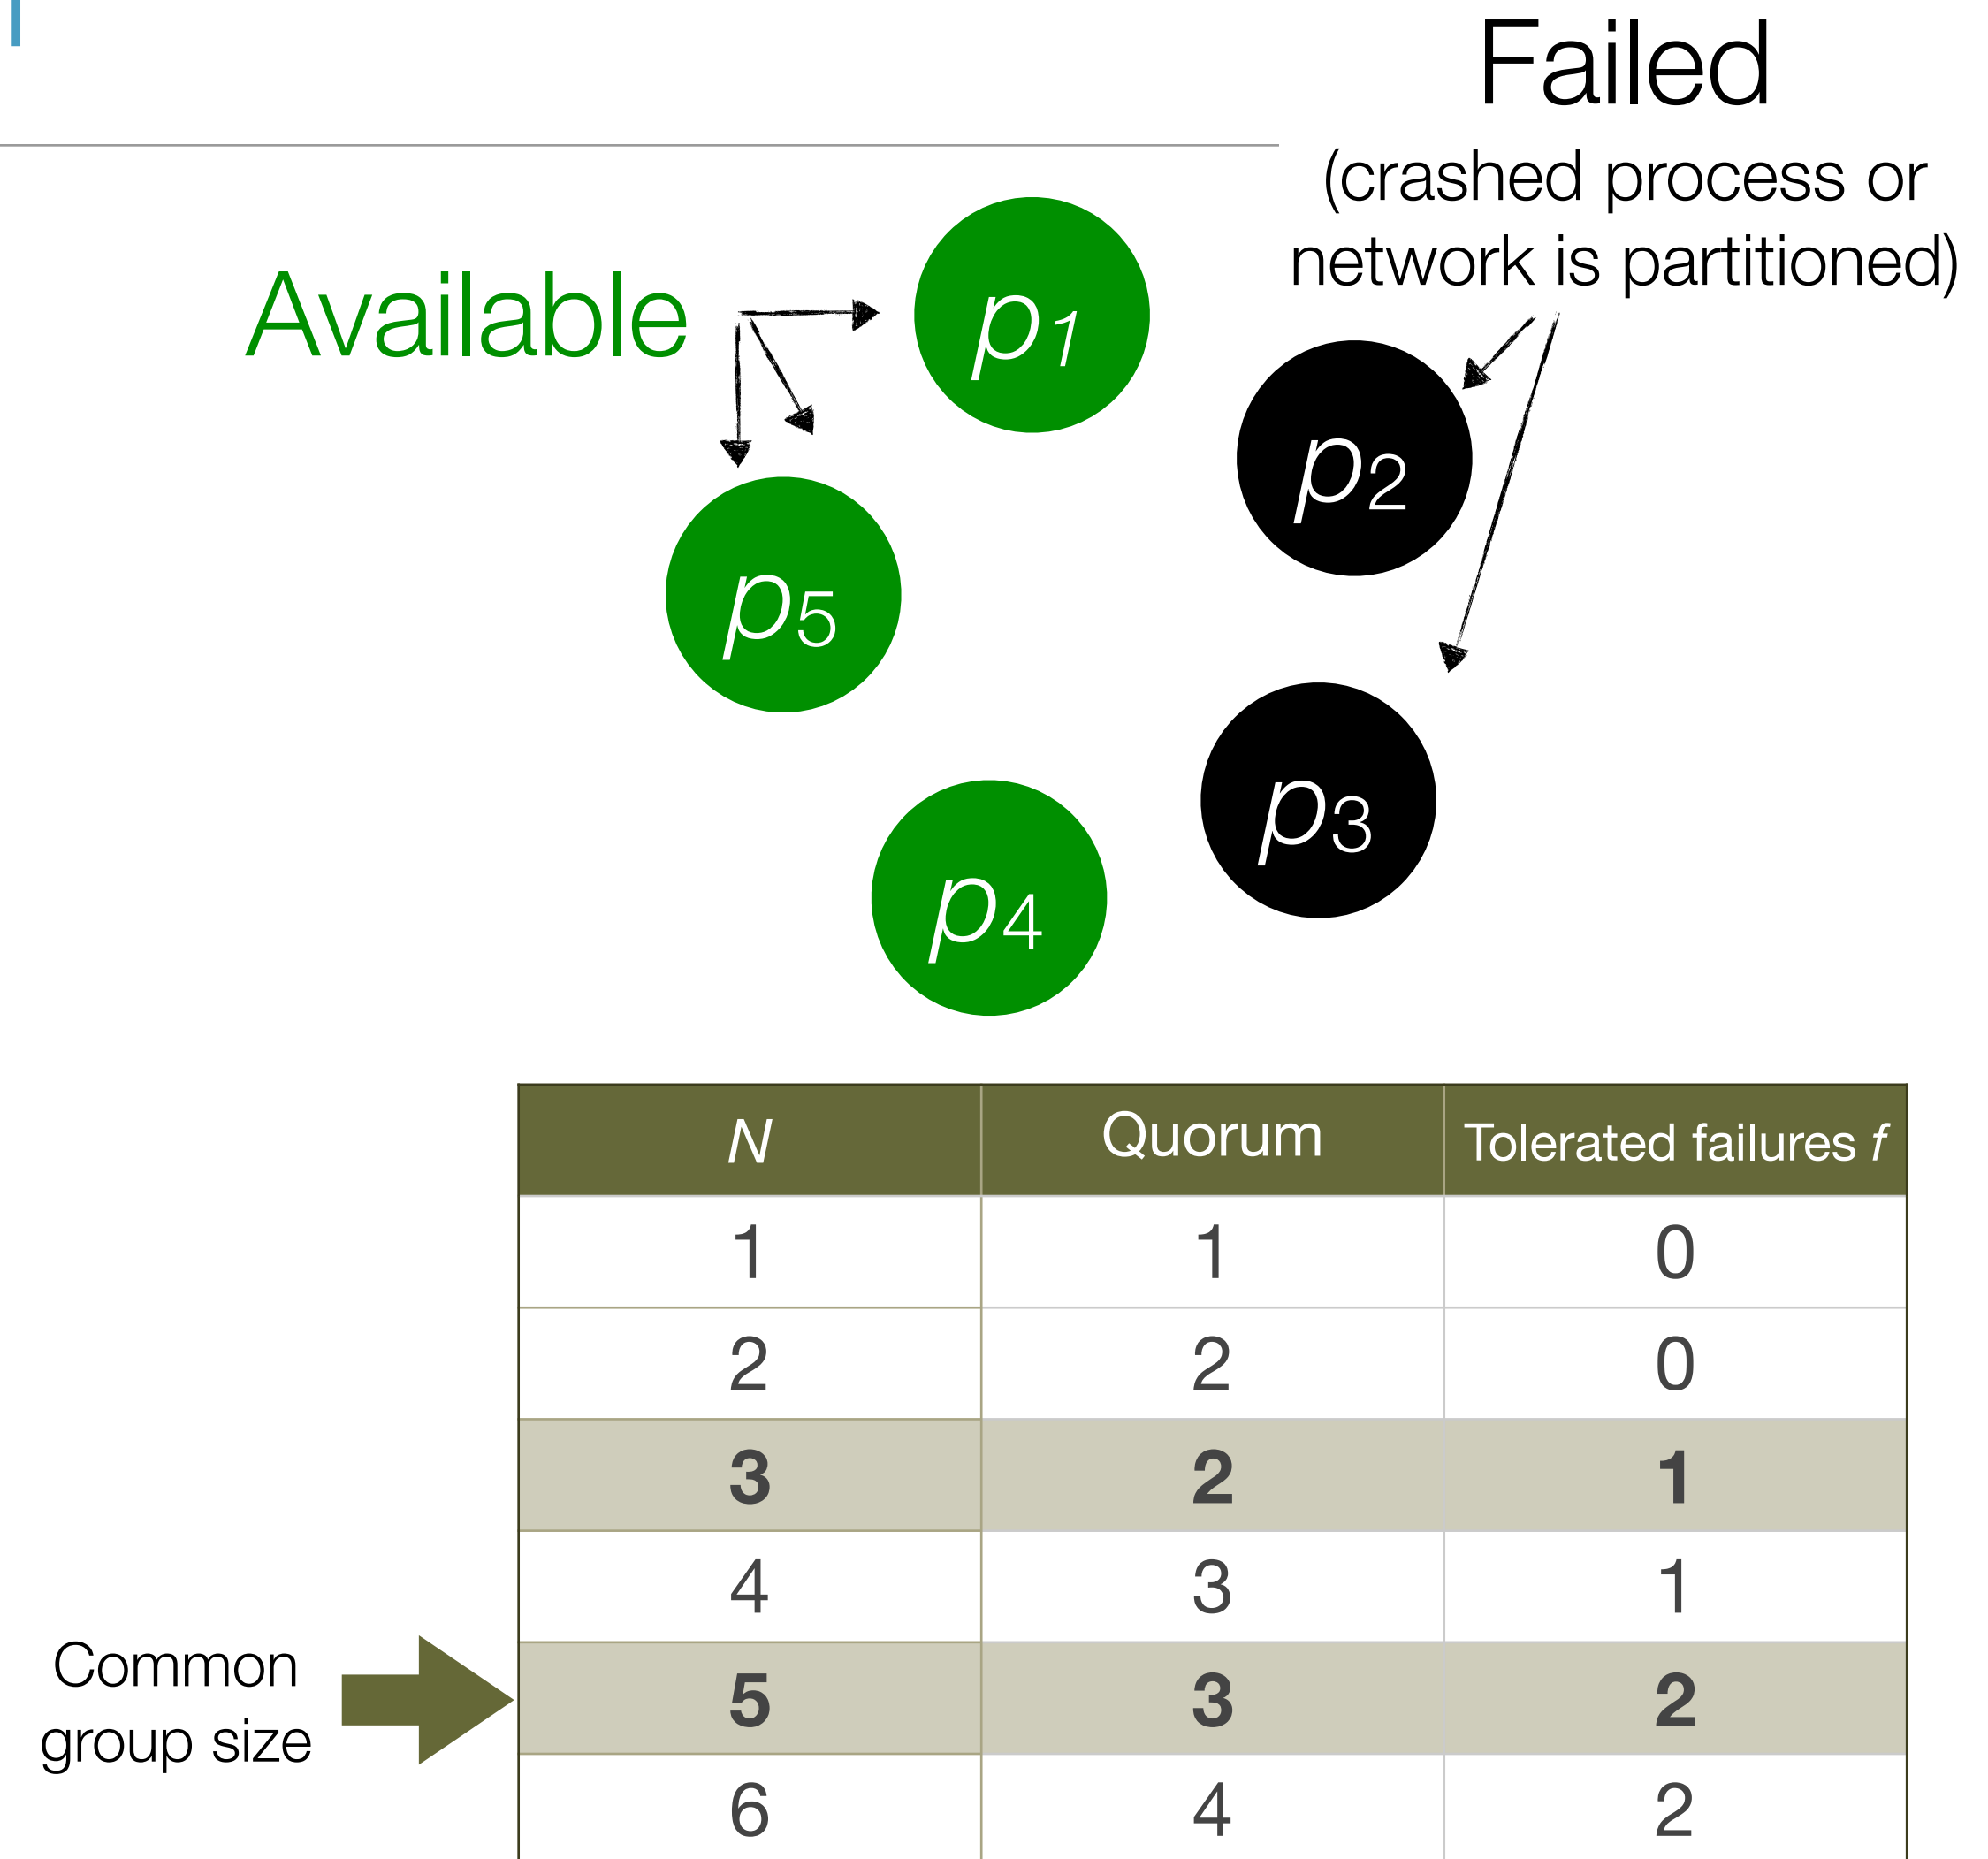 Failed
(crashed process or
network is partitioned)
Available
p1
p2
p5
p3
p4
N Quorum Tolerated failures f
1 1 0
2 2 0
3 2 1
4 3 1
Common
group size
5 3 2
6 4 2